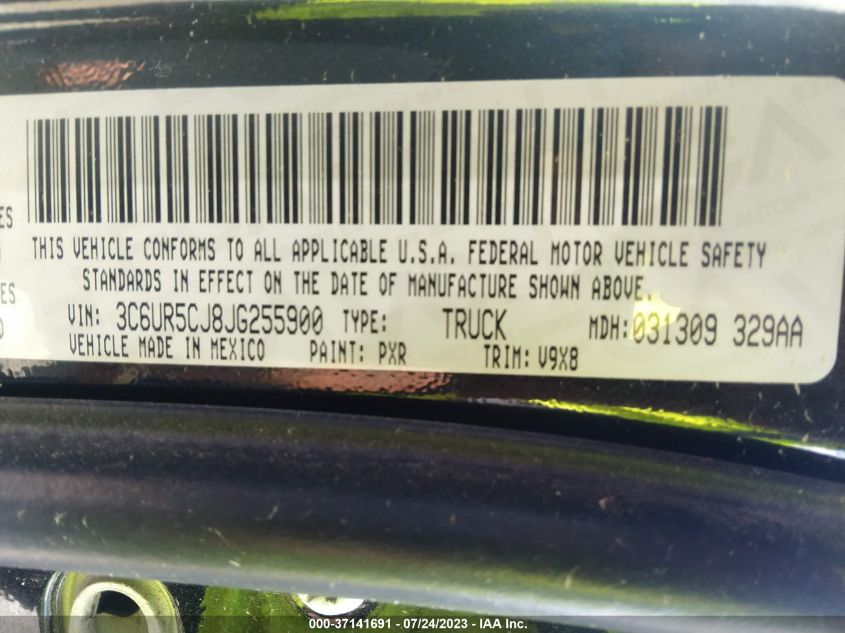 ES
THIS VEHICLE CONFORMS TO ALL APPLICABLE U.S.A. FEDERAL MOTOR VEHICLE SAFETY
STANDARDS IN EFFECT ON THE DATE OF MANUFACTURE SHOWN ABOVE.
ES
VIN: 3C6UR5CJ8JG255900 TYPE: TRUCK MDH: 031309 329AA
VEHICLE MADE IN MEXICO PAINT: PXR TRIM: V9X8
000-37141691 - 07/24/2023 - IAA Inc.